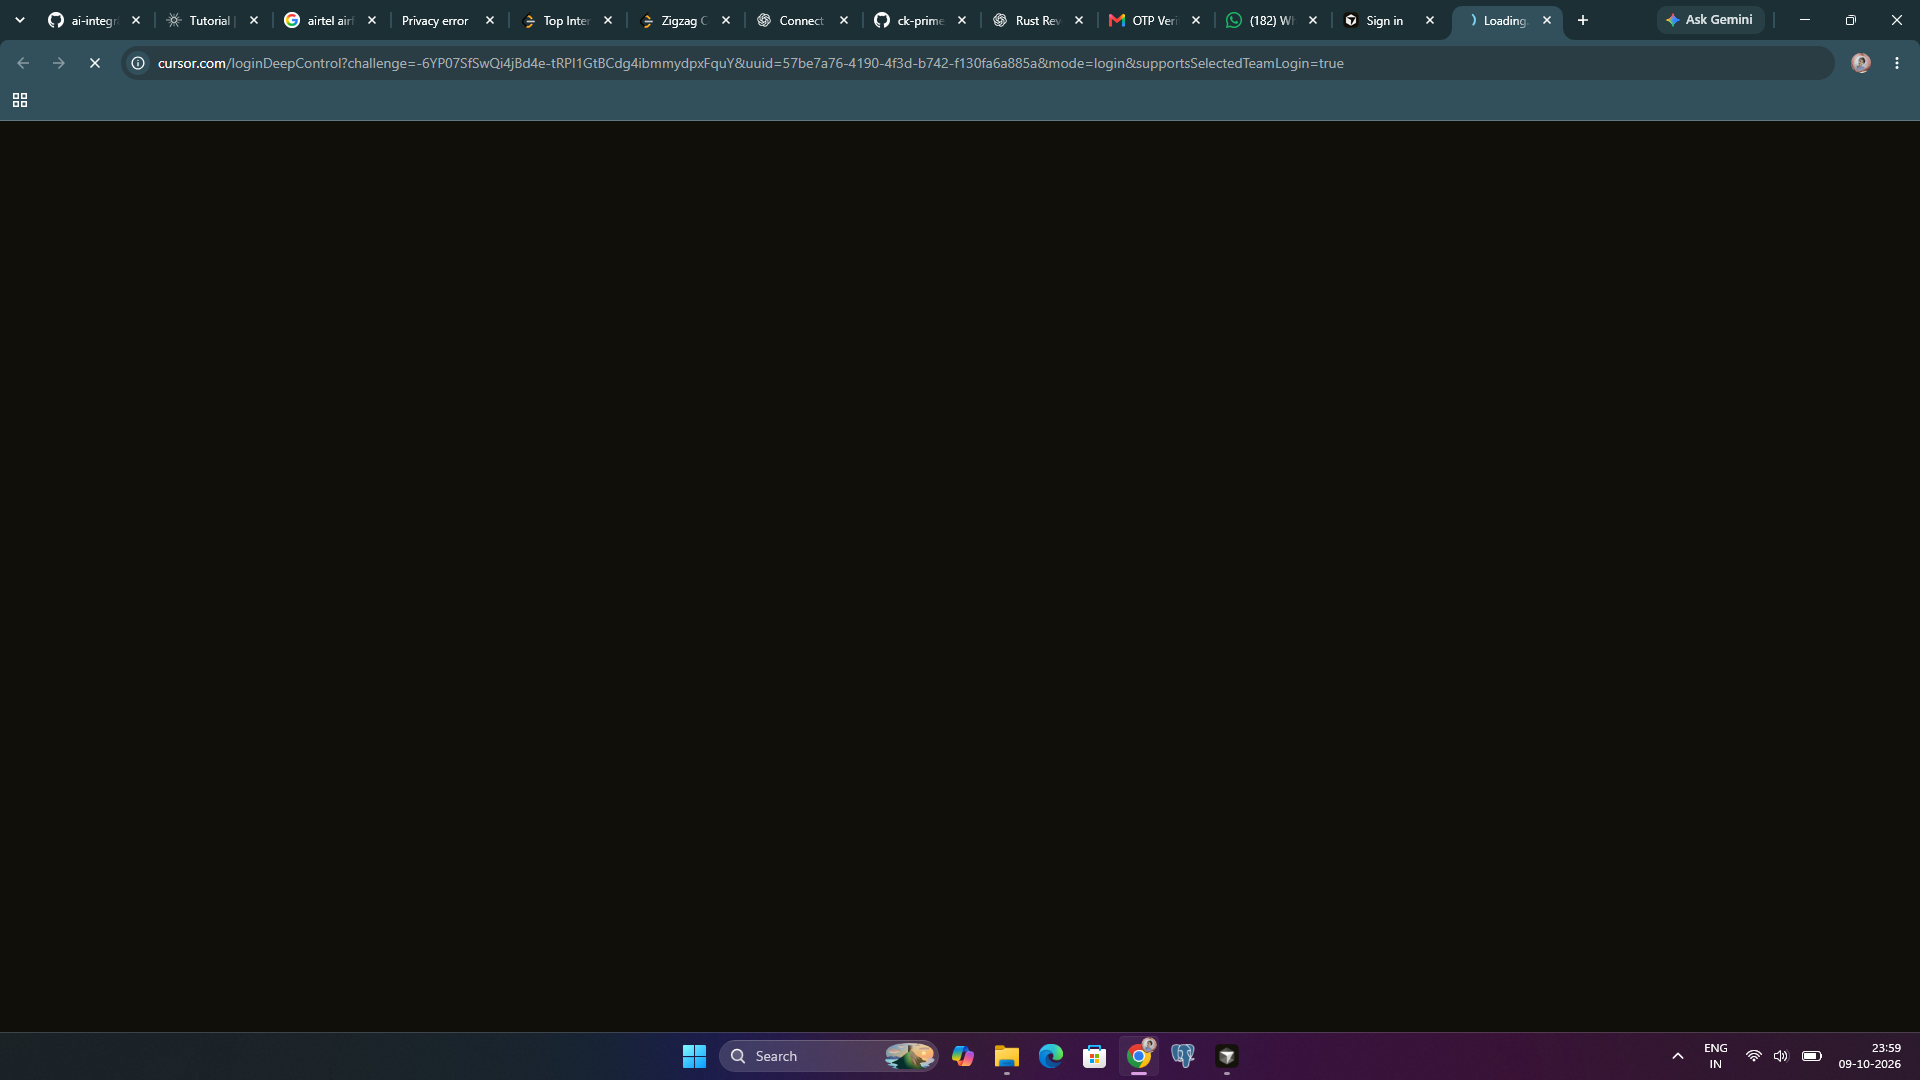 ai-integr
Tutorial
airtel airf
Privacy error
Top Inter
Zigzag C
Connect
ck-prime
Rust Rev
OTP Veri
(182) Wh
Sign in
Loading
Ask Gemini
cursor.com/loginDeepControl?challenge=-6YP07SfSwQi4jBd4e-tRPI1GtBCdg4ibmmydpxFquY&uuid=57be7a76-4190-4f3d-b742-f130fa6a885a&mode=login&supportsSelectedTeamLogin=true
Search
ENG
IN
23:59
09-10-2026